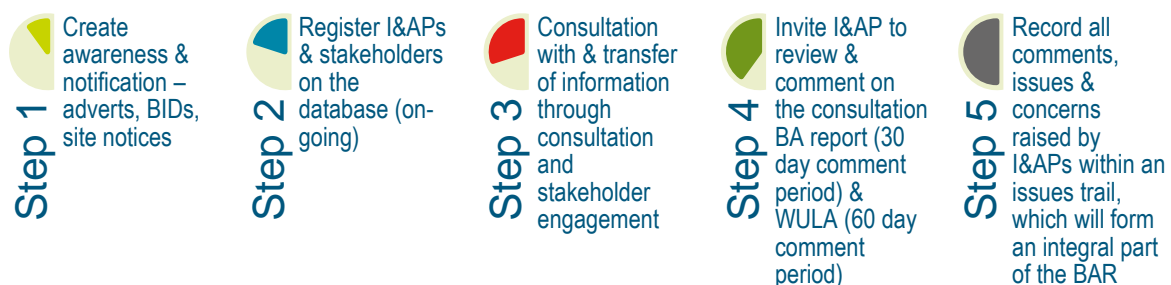 Step 1
Create
awareness &
notification –
adverts, BIDs,
site notices
Step 2
Register I&APs
& stakeholders
on the
database (on-
going)
Step 3
Consultation
with & transfer
of information
through
consultation
and
stakeholder
engagement
Step 4
Invite I&AP to
review &
comment on
the consultation
BA report (30
day comment
period) &
WULA (60 day
comment
period)
Step 5
Record all
comments,
issues &
concerns
raised by
I&APs within an
issues trail,
which will form
an integral part
of the BAR